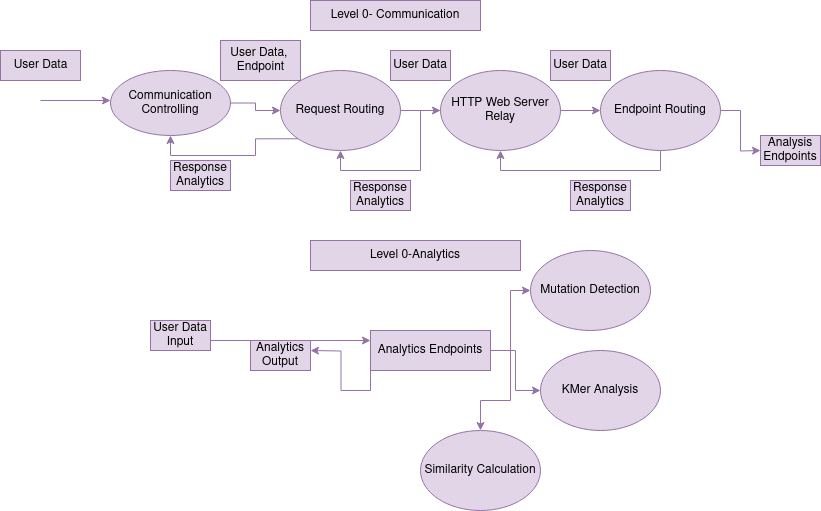 Level 0- Communication
User Data
User Data,
Endpoint
User Data
User Data
Communication
Controlling
Request Routing
HTTP Web Server
Relay
Endpoint Routing
Analysis
Endpoints
Response
Analytics
Response
Analytics
Response
Analytics
Level 0-Analytics
Mutation Detection
User Data
Input
Analytics
Output
Analytics Endpoints
KMer Analysis
Similarity Calculation